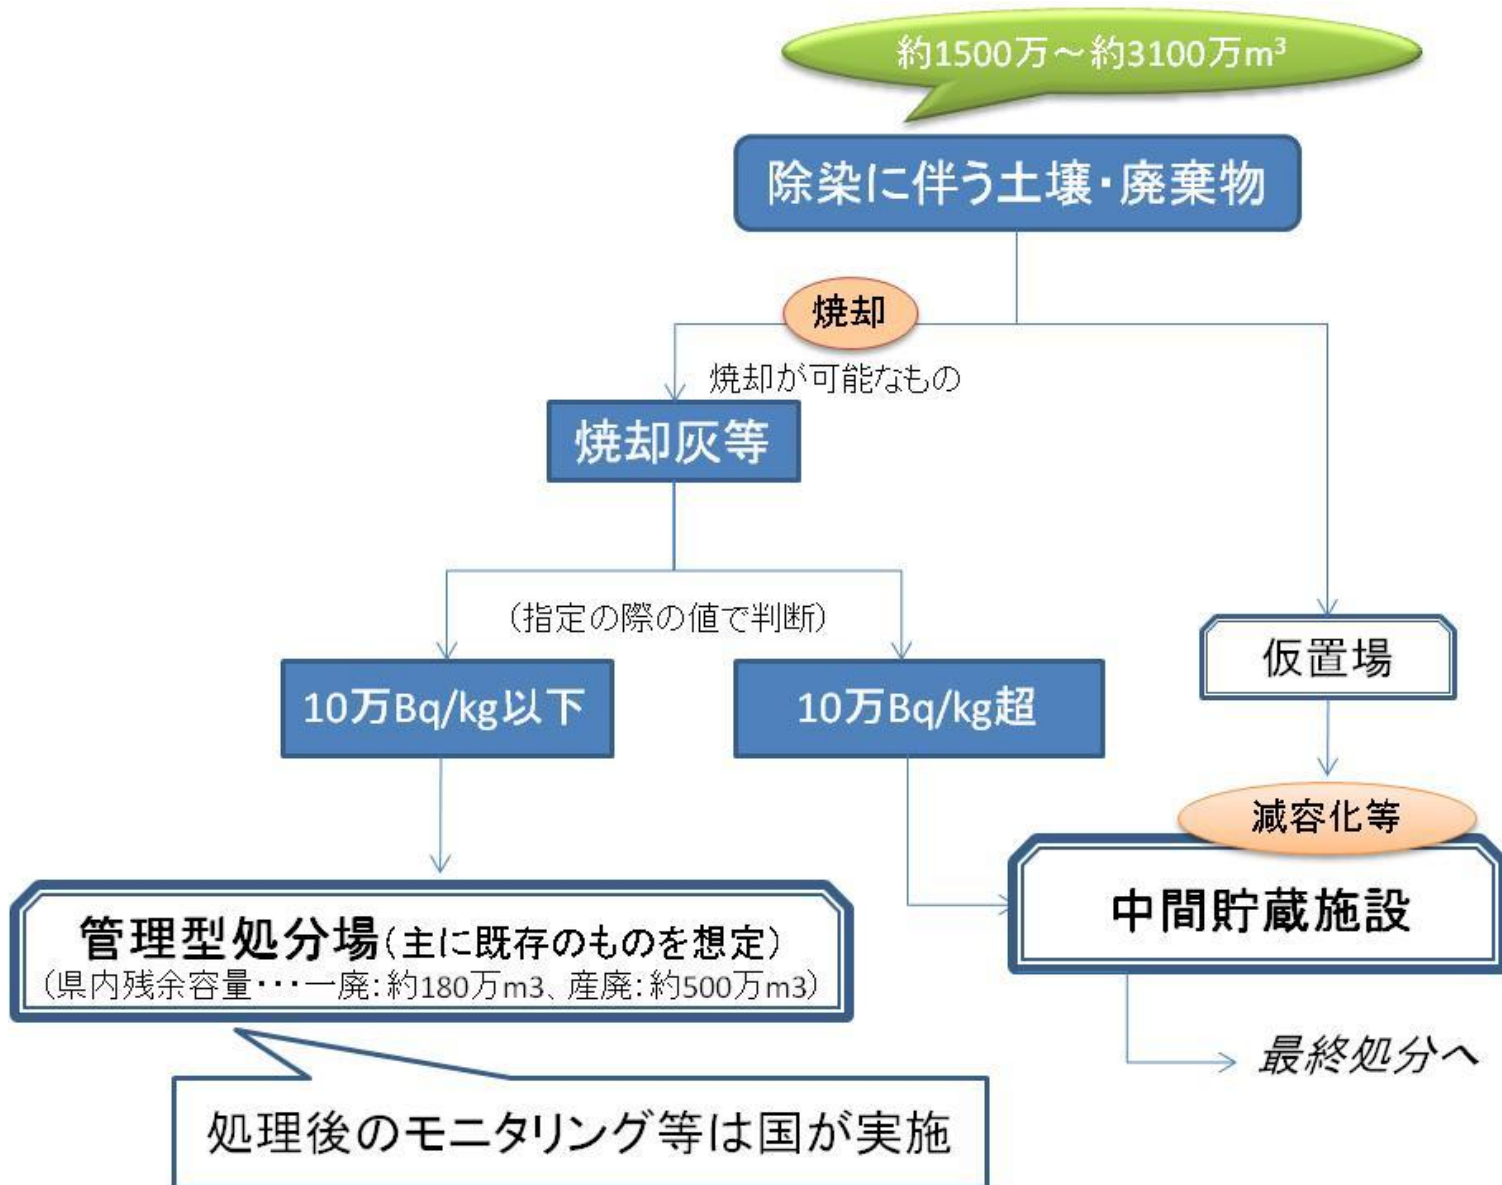 約1500万～約3100万m³
除染に伴う土壌・廃棄物
焼却
焼却が可能なもの
焼却灰等
(指定の際の値で判断)
10万Bq/kg以下
10万Bq/kg超
仮置場
減容化等
中間貯蔵施設
管理型処分場(主に既存のものを想定)
(県内残余容量・・・一廃:約180万m3、産廃:約500万m3)
最終処分へ
処理後のモニタリング等は国が実施